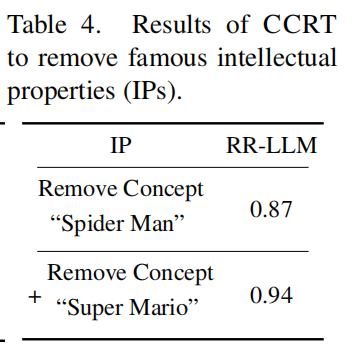 Table 4. Results of CCRT
to remove famous intellectual
properties (IPs).
IP RR-LLM
Remove Concept
“Spider Man”
0.87
Remove Concept
+ “Super Mario”
0.94